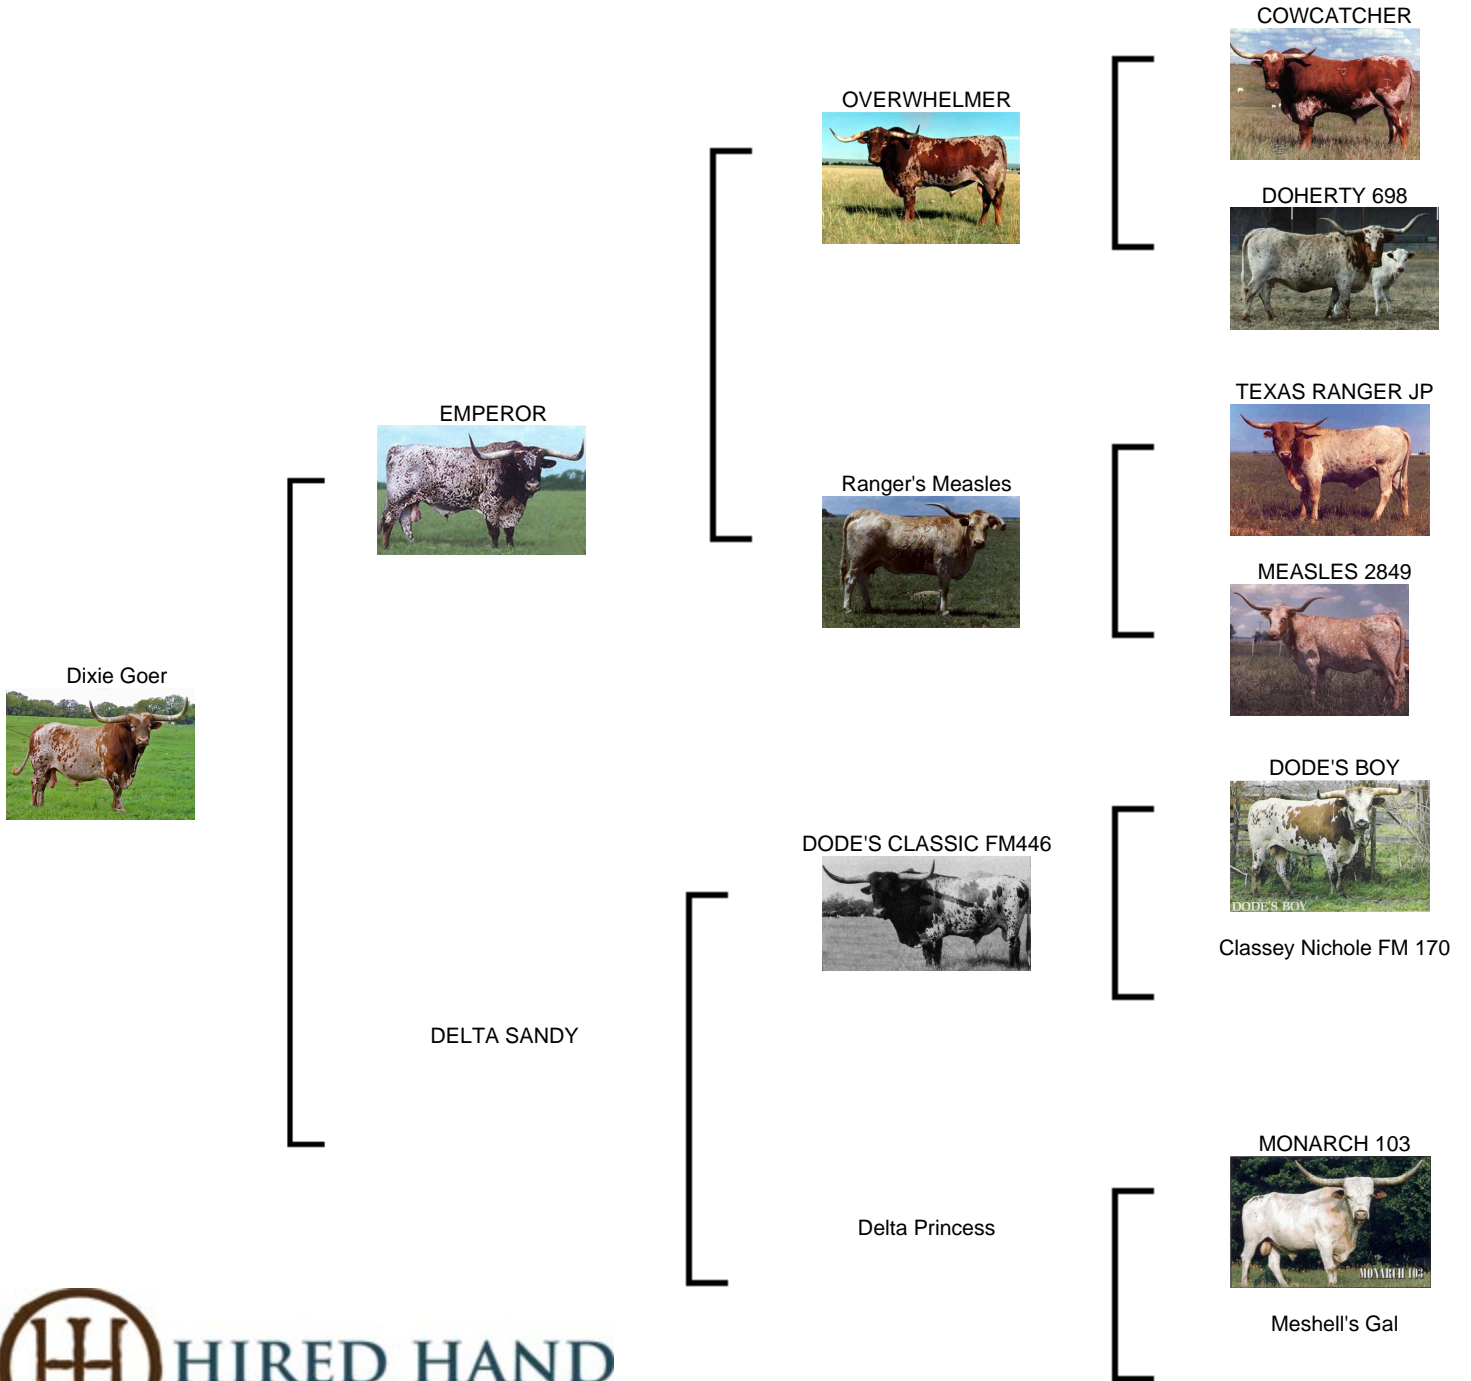 COWCATCHER
OVERWHELMER
DOHERTY 698
TEXAS RANGER JP
EMPEROR
Ranger's Measles
MEASLES 2849
Dixie Goer
DODE'S BOY
DODE'S BOY
DODE'S CLASSIC FM446
Classey Nichole FM 170
DELTA SANDY
MONARCH 103
MONARCH 103
Delta Princess
Meshell's Gal
HIRED HAND